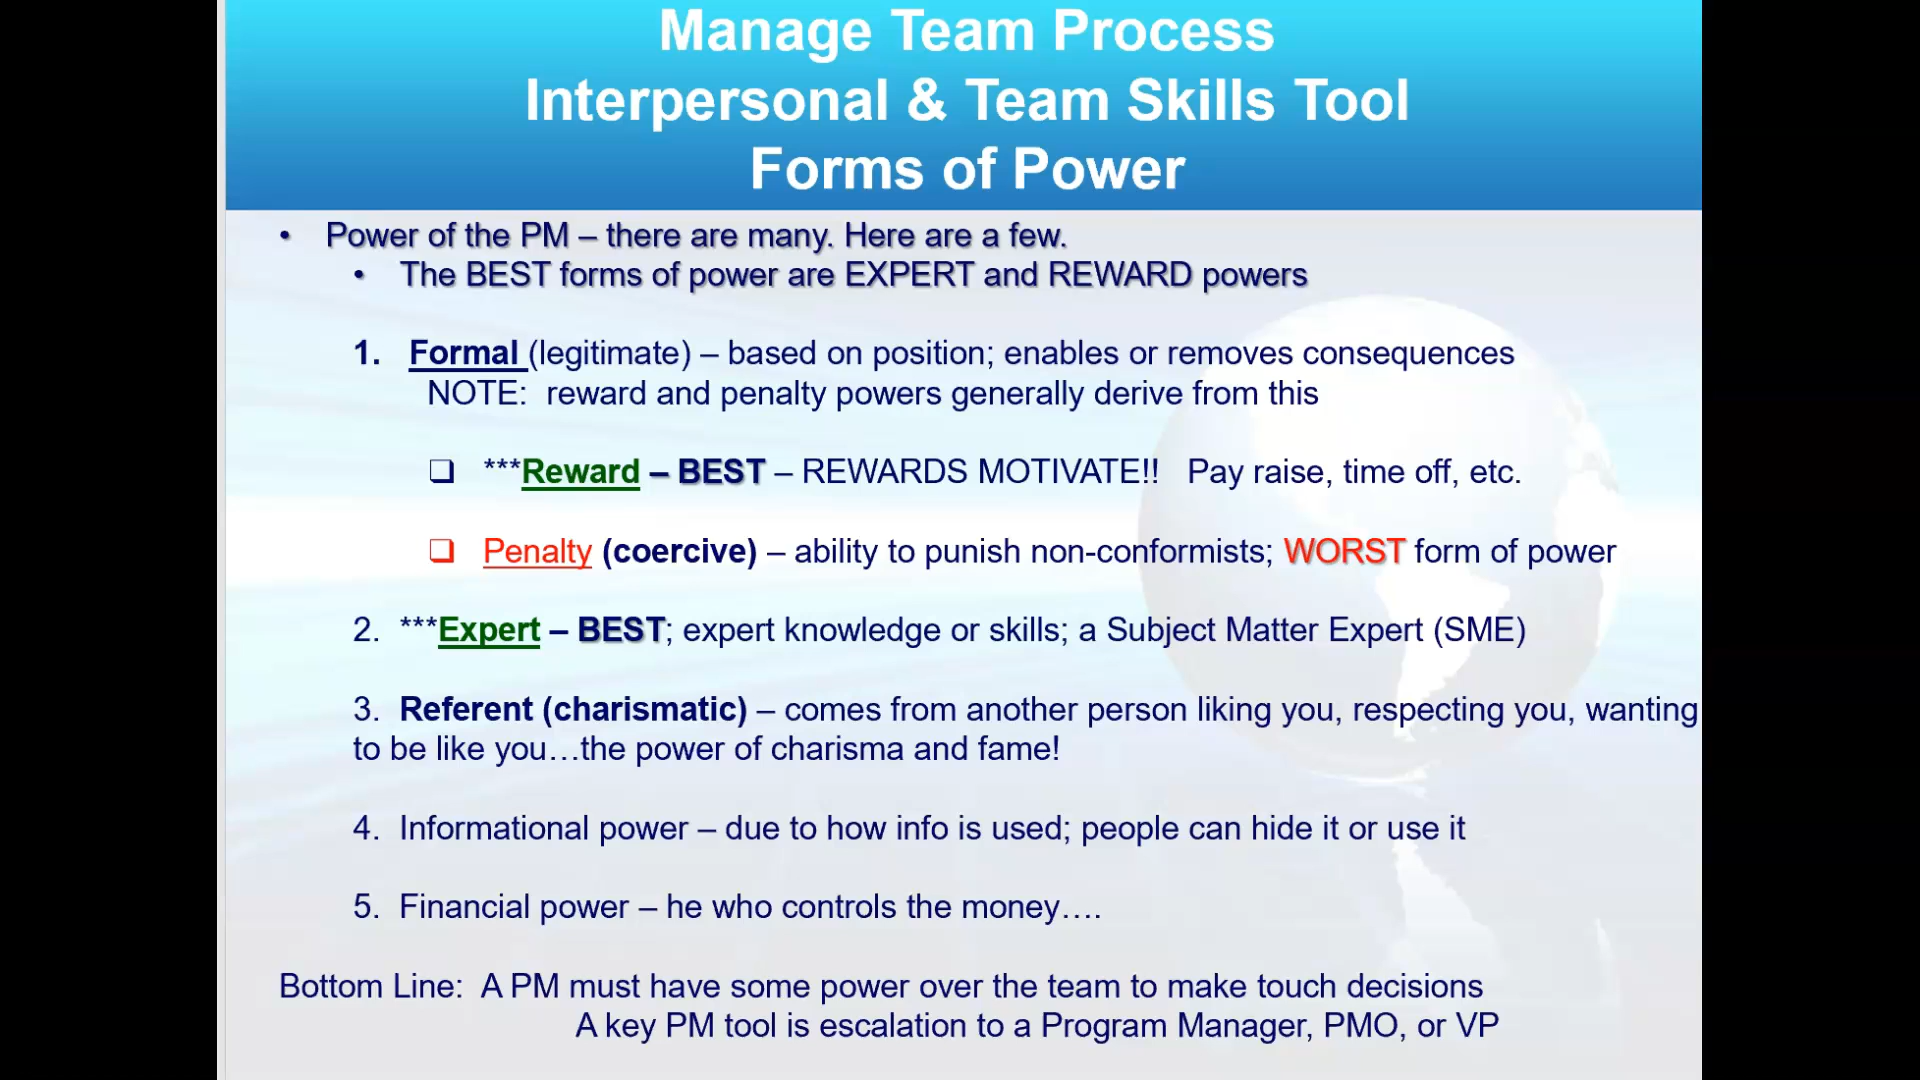 Manage Team Process
Interpersonal & Team Skills Tool
Forms of Power
• Power of the PM – there are many. Here are a few.
• The BEST forms of power are EXPERT and REWARD powers
1. Formal (legitimate) – based on position; enables or removes consequences
NOTE: reward and penalty powers generally derive from this
❑ ***Reward – BEST – REWARDS MOTIVATE!! Pay raise, time off, etc.
❑ Penalty (coercive) – ability to punish non-conformists; WORST form of power
2. ***Expert – BEST; expert knowledge or skills; a Subject Matter Expert (SME)
3. Referent (charismatic) – comes from another person liking you, respecting you, wanting
to be like you…the power of charisma and fame!
4. Informational power – due to how info is used; people can hide it or use it
5. Financial power – he who controls the money….
Bottom Line: A PM must have some power over the team to make touch decisions
A key PM tool is escalation to a Program Manager, PMO, or VP